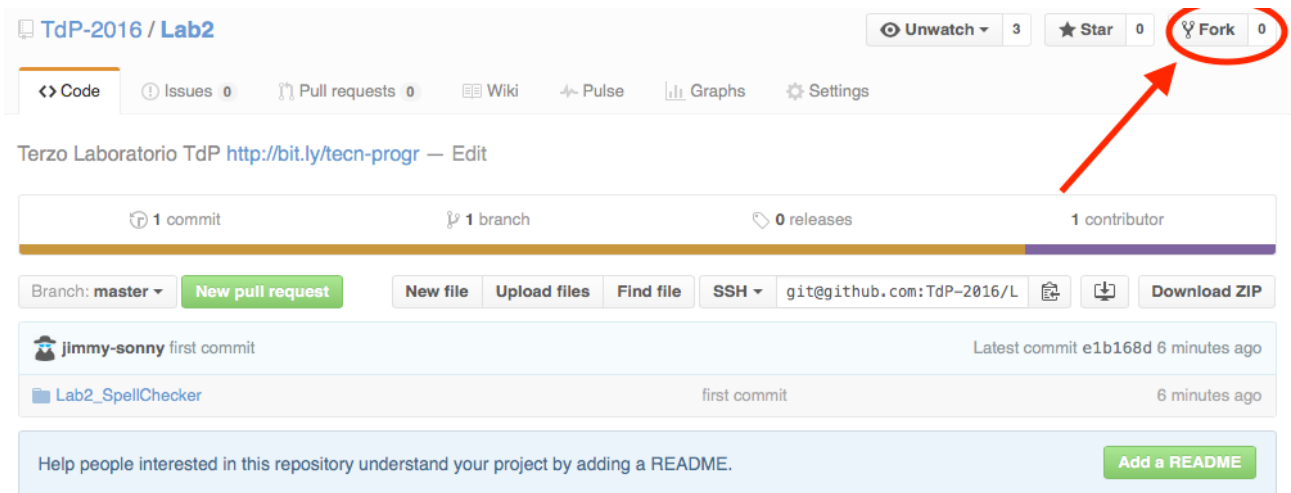 TdP-2016 / Lab2 Unwatch 3 Star 0 Fork 0
Code Issues 0 Pull requests 0 Wiki Pulse Graphs Settings
Terzo Laboratorio TdP http://bit.ly/tecn-progr — Edit
1 commit 1 branch 0 releases 1 contributor
Branch: master New pull request New file Upload files Find file SSH git@github.com:TdP-2016/L Download ZIP
jimmy-sonny first commit Latest commit e1b168d 6 minutes ago
Lab2_SpellChecker first commit 6 minutes ago
Help people interested in this repository understand your project by adding a README. Add a README